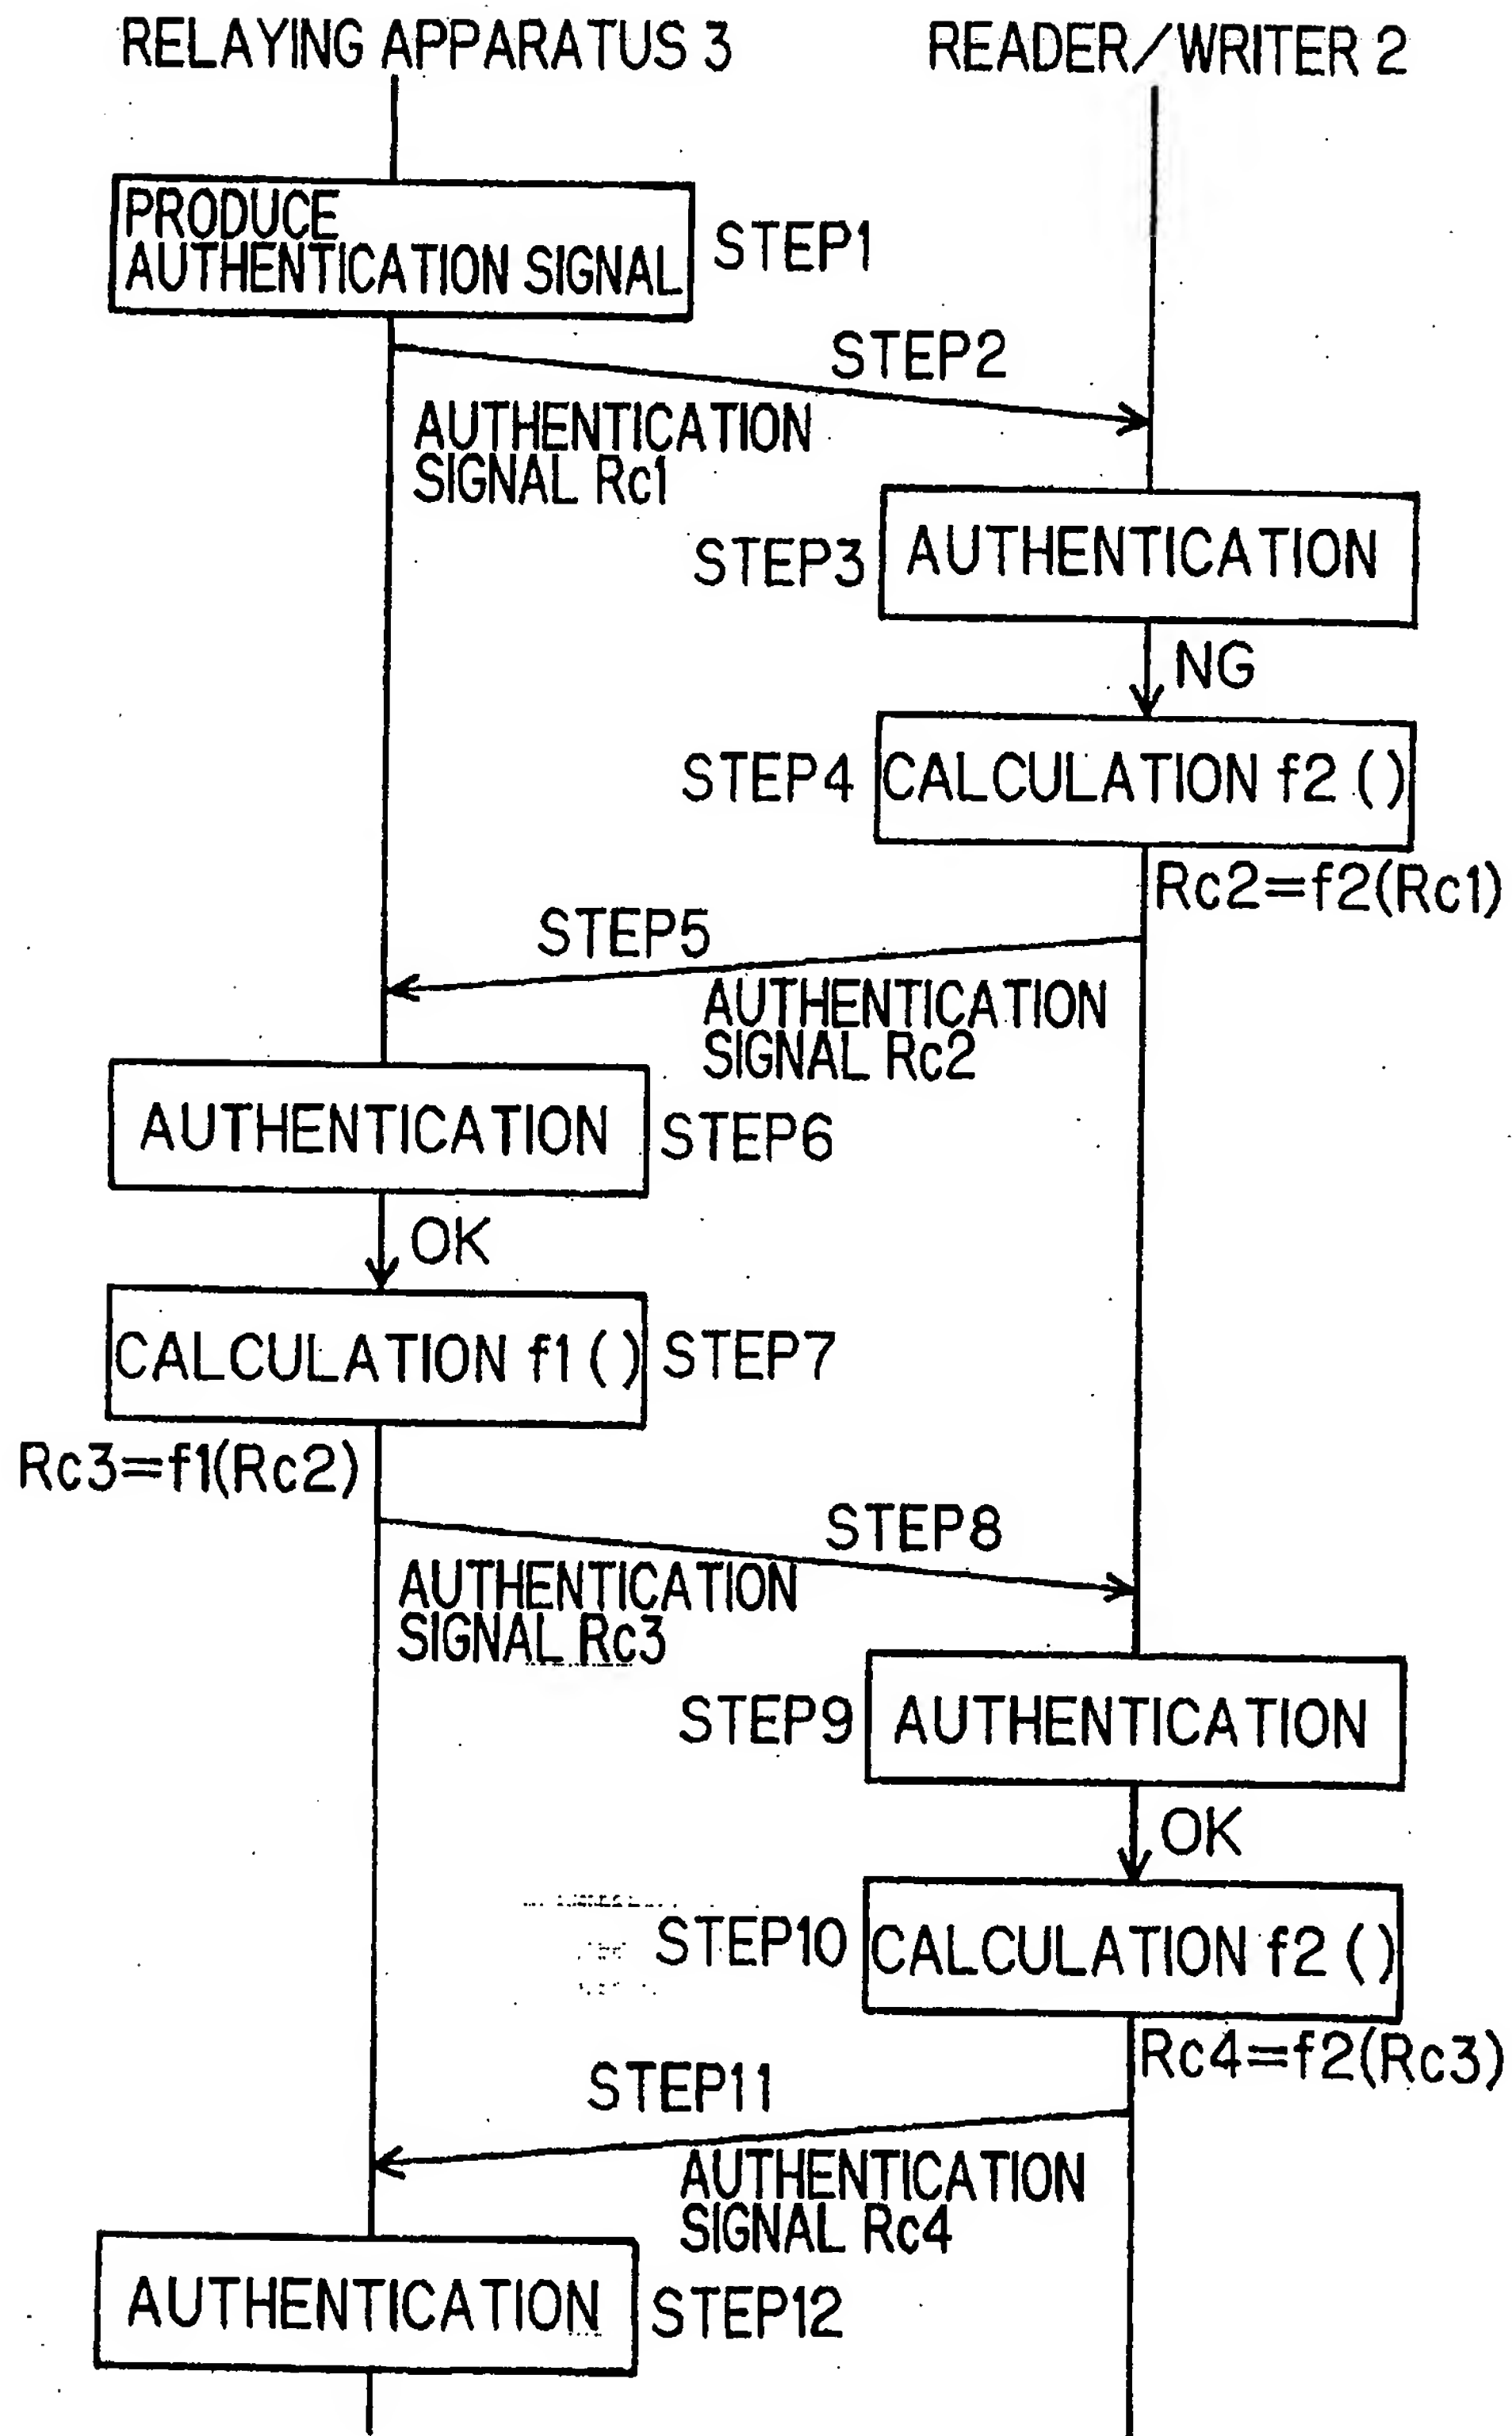 RELAYING APPARATUS 3
READER/WRITER 2
PRODUCE
AUTHENTICATION SIGNAL
STEP1
STEP2
AUTHENTICATION
SIGNAL Rc1
STEP3
AUTHENTICATION
NG
STEP4
CALCULATION f2 ()
Rc2=f2(Rc1)
STEP5
AUTHENTICATION
SIGNAL Rc2
AUTHENTICATION
STEP6
OK
CALCULATION f1 ()
STEP7
Rc3=f1(Rc2)
STEP8
AUTHENTICATION
SIGNAL Rc3
STEP9
AUTHENTICATION
OK
STEP10
CALCULATION f2 ()
Rc4=f2(Rc3)
STEP11
AUTHENTICATION
SIGNAL Rc4
AUTHENTICATION
STEP12